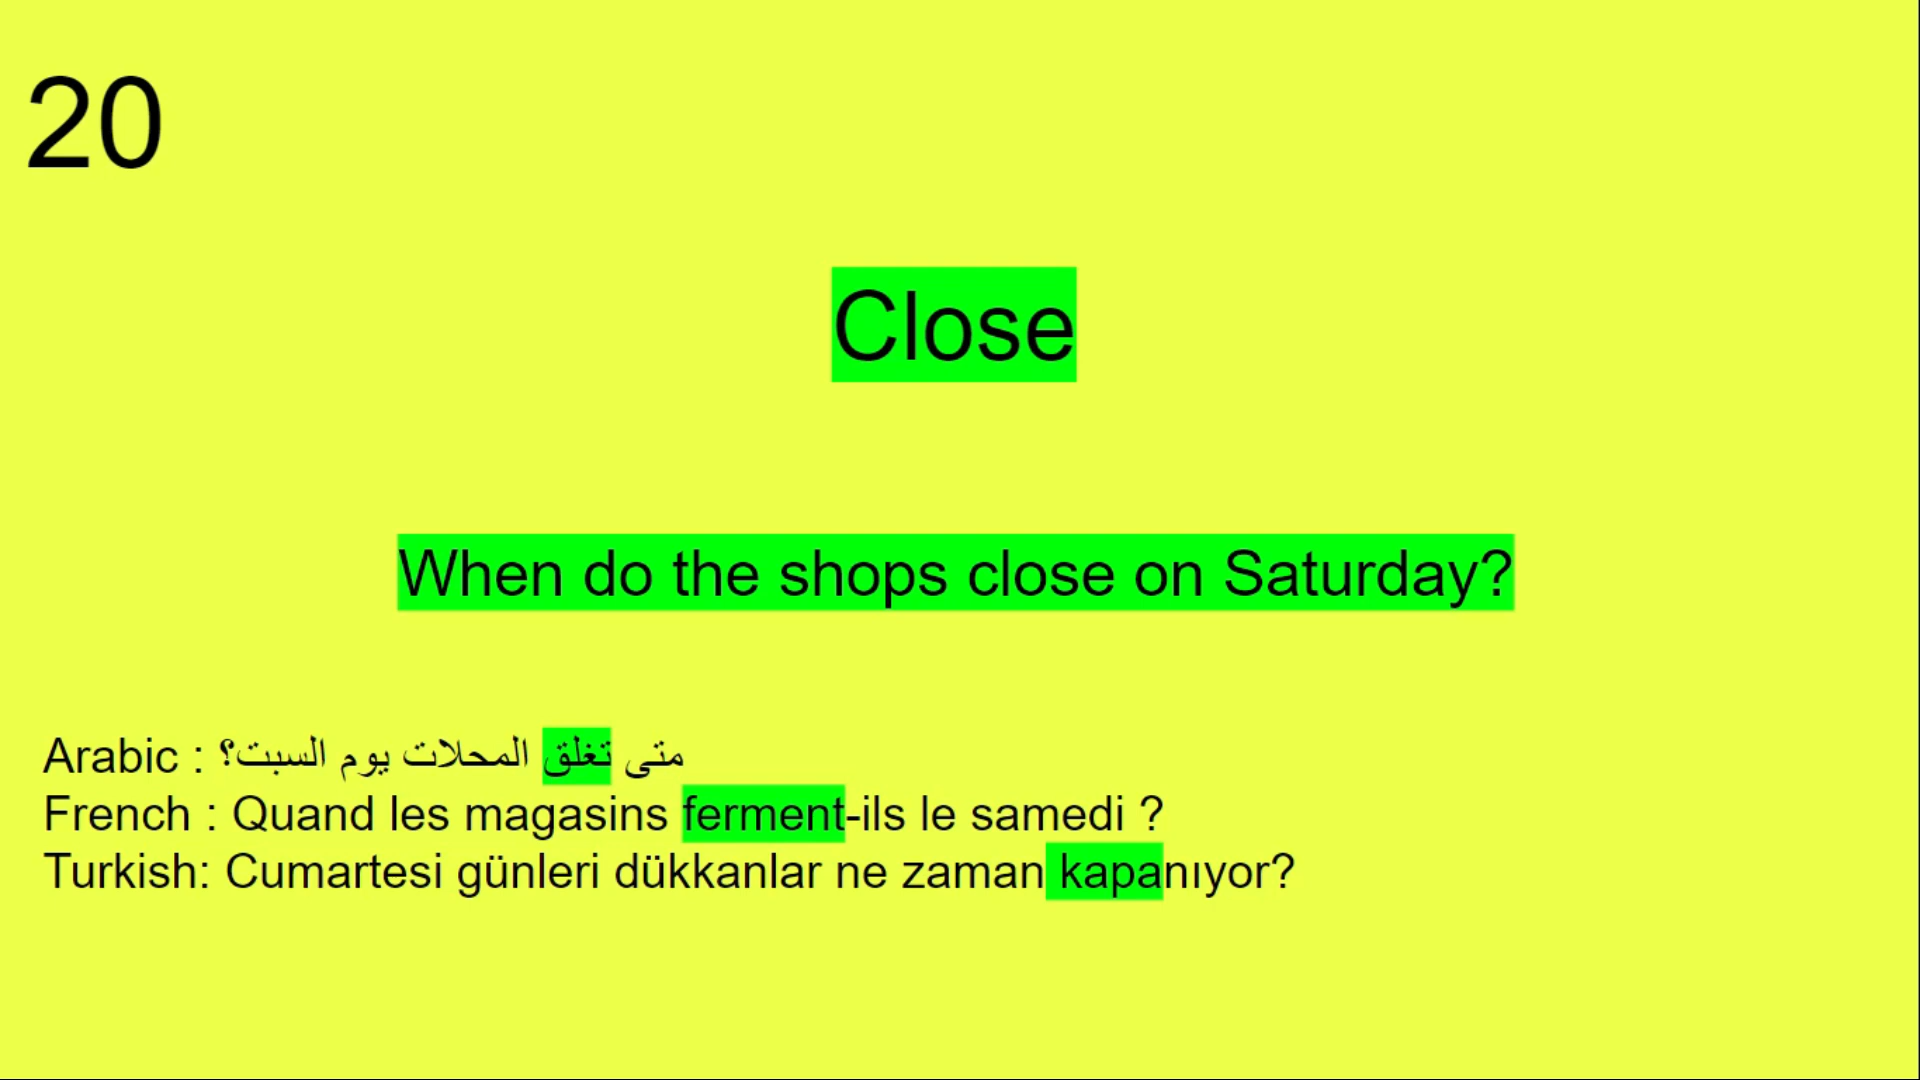 20
Close
When do the shops close on Saturday?
Arabic : متى تغلق المحلات يوم السبت؟
French : Quand les magasins ferment-ils le samedi ?
Turkish: Cumartesi günleri dükkanlar ne zaman kapanıyor?